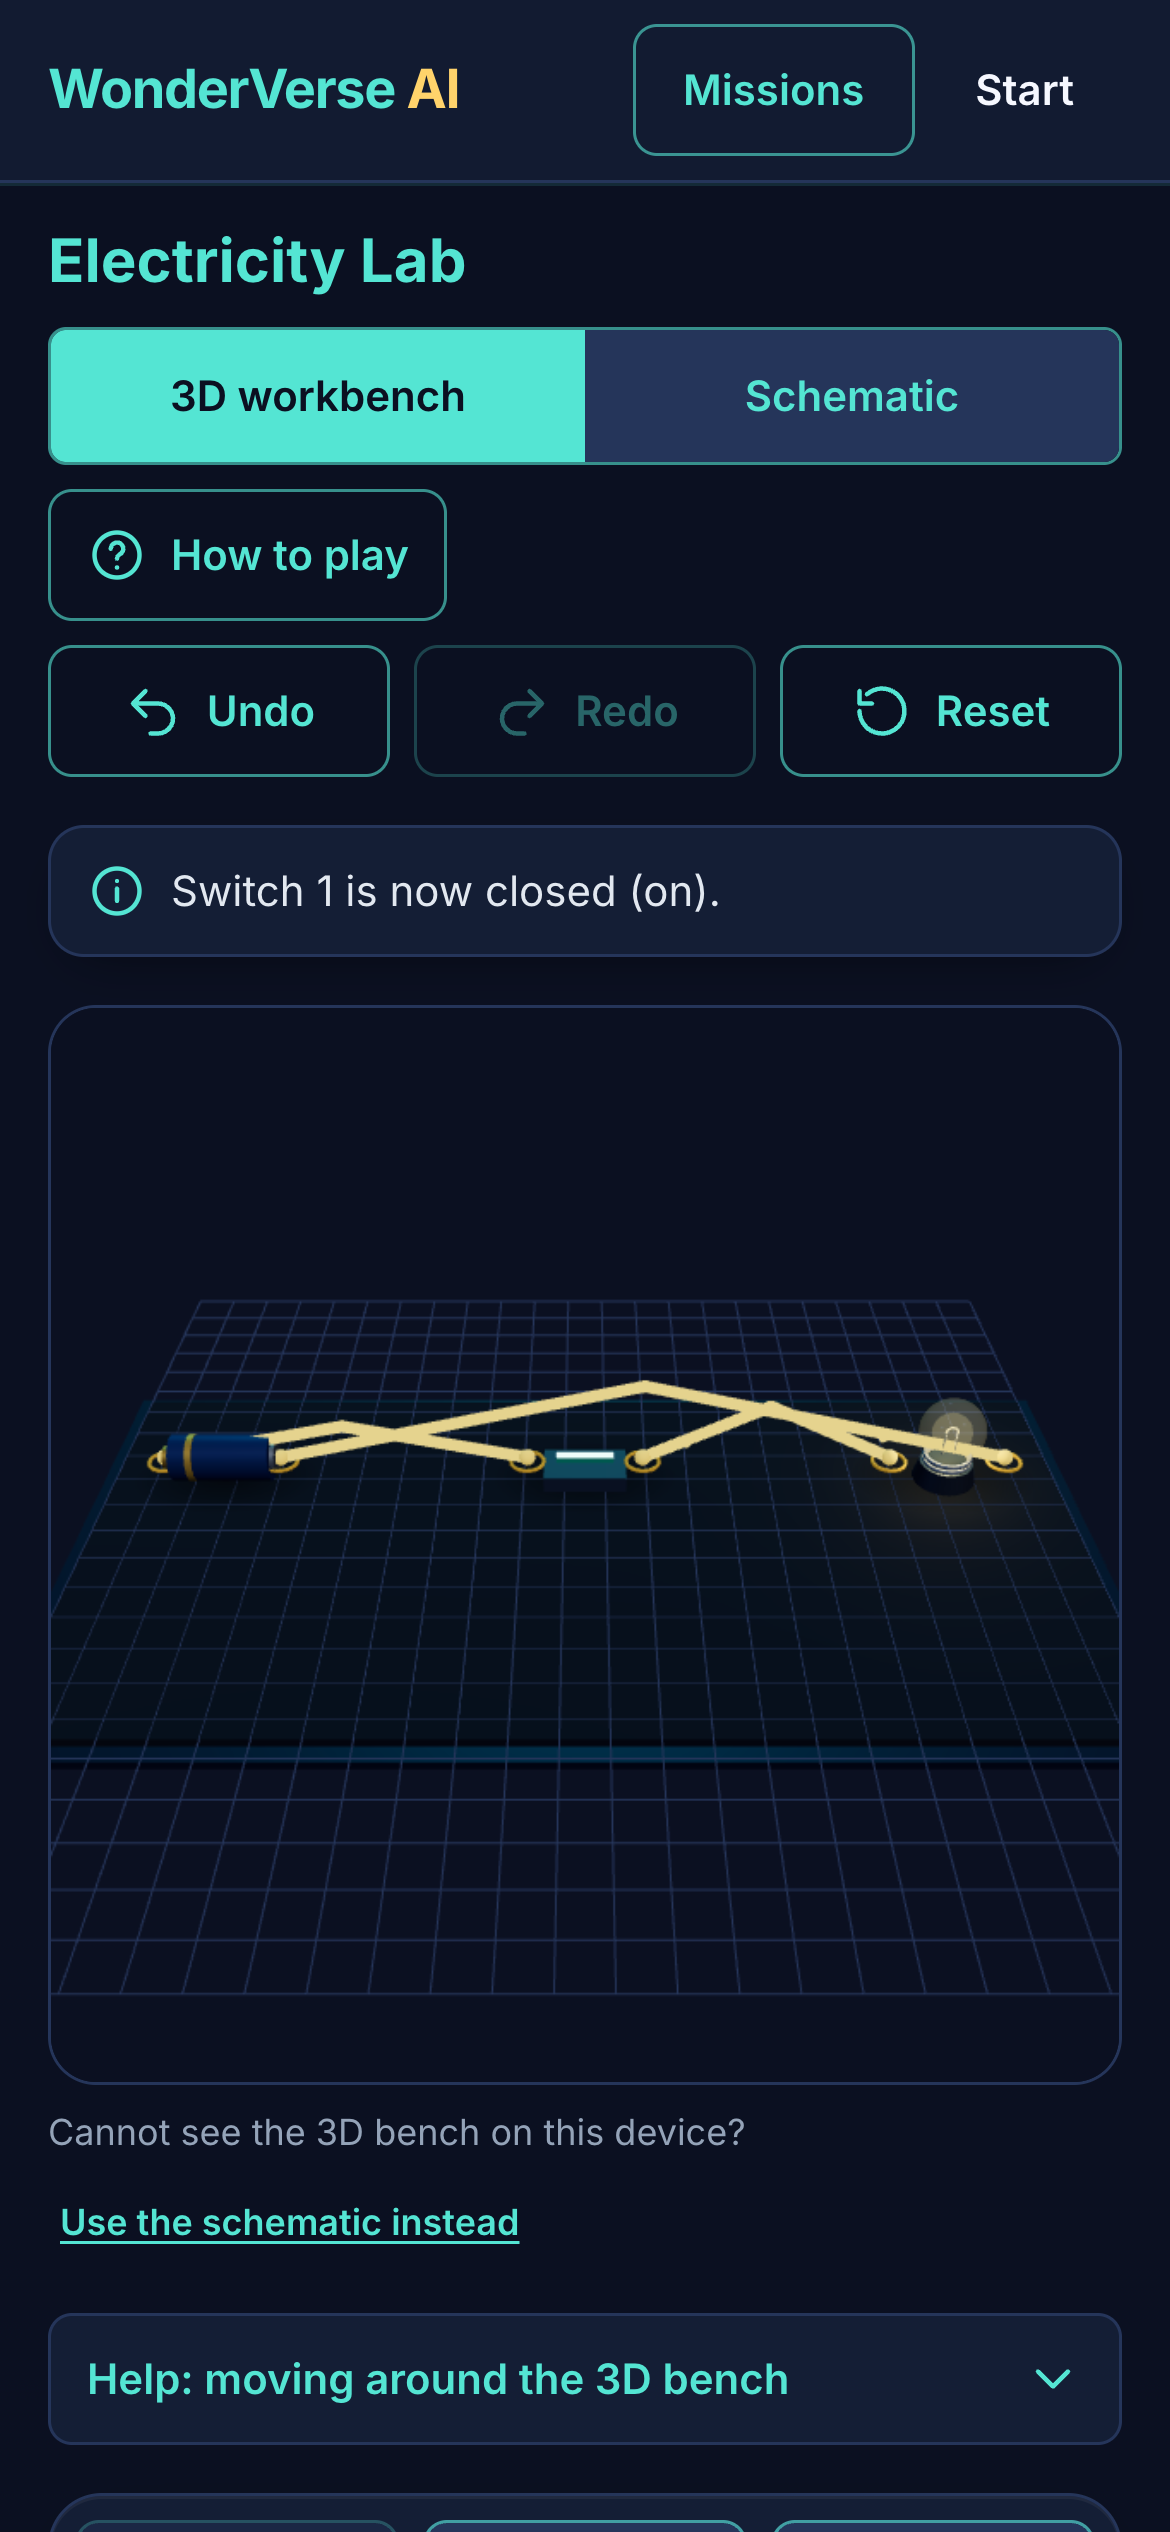 WonderVerse AI
Missions
Start
Electricity Lab
3D workbench
Schematic
How to play
Undo
Redo
Reset
Switch 1 is now closed (on).
Cannot see the 3D bench on this device?
Use the schematic instead
Help: moving around the 3D bench